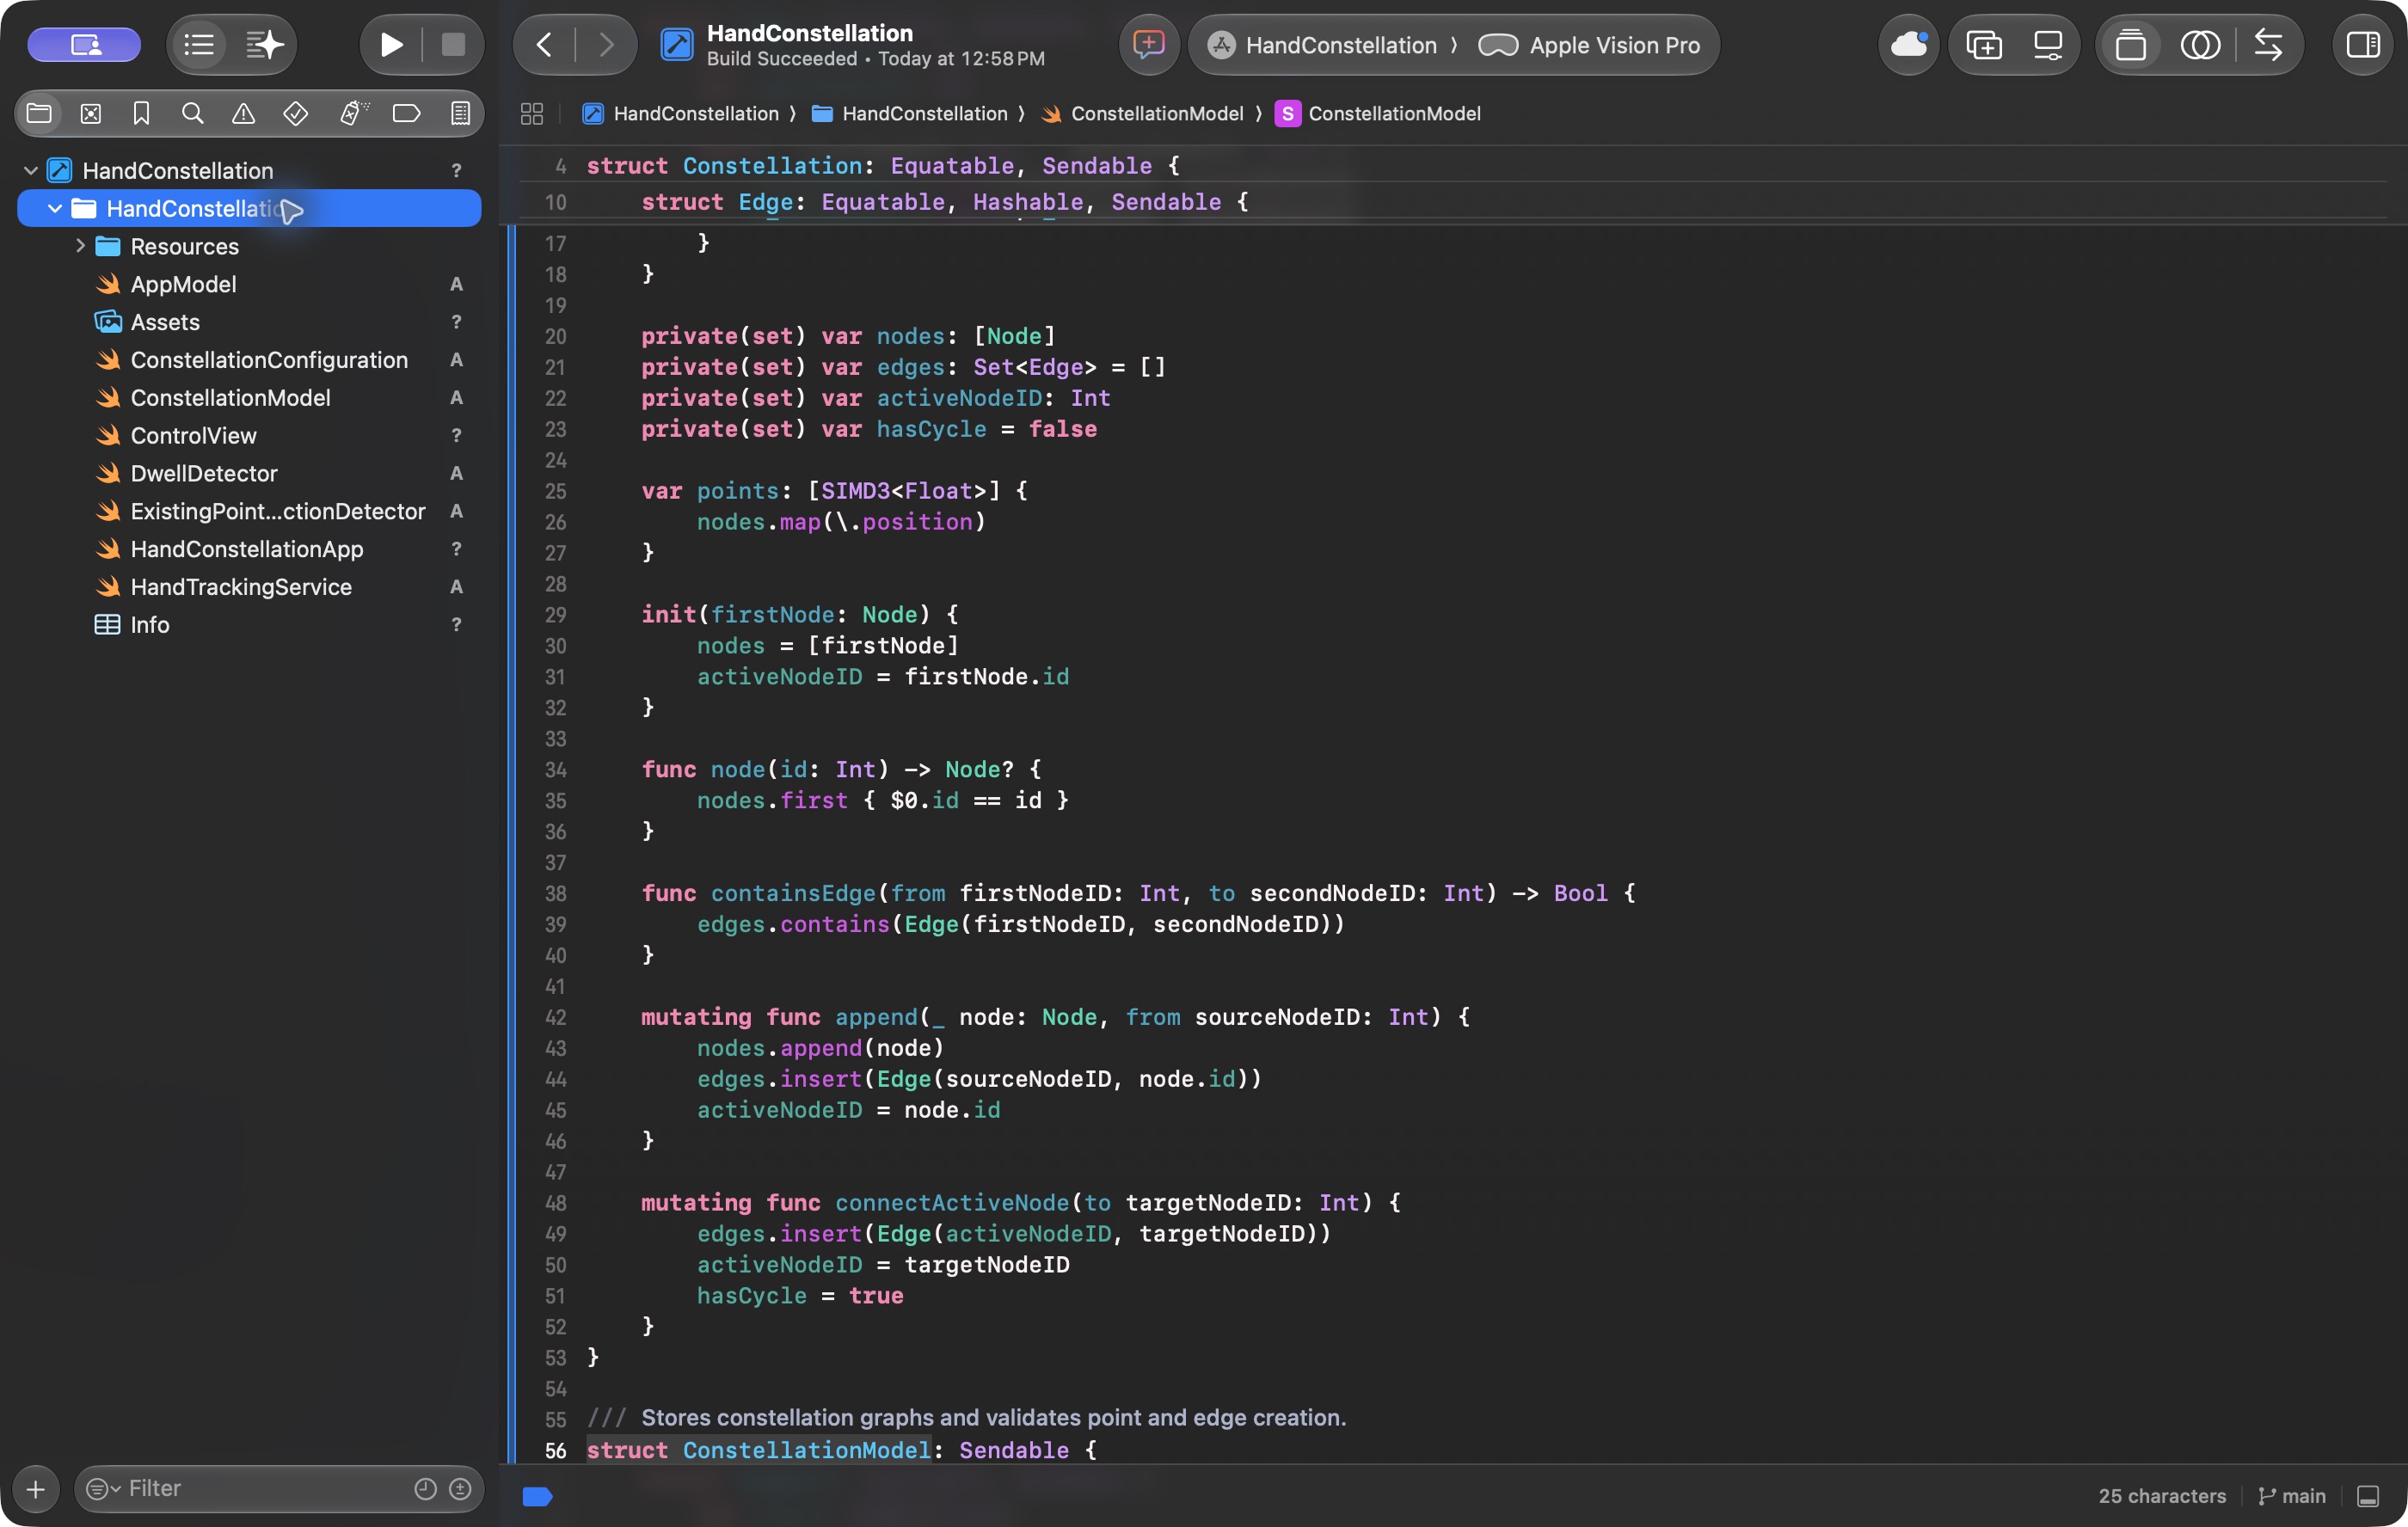 HandConstellation
Build Succeeded • Today at 12:58 PM
HandConstellation 〉 Apple Vision Pro
HandConstellation 〉 HandConstellation 〉 ConstellationModel 〉 S ConstellationModel
HandConstellation ?
HandConstellatio
Resources
AppModel A
Assets ?
ConstellationConfiguration A
ConstellationModel A
ControlView ?
DwellDetector A
ExistingPoint...ctionDetector A
HandConstellationApp ?
HandTrackingService A
Info ?
Filter
4 struct Constellation: Equatable, Sendable {
10     struct Edge: Equatable, Hashable, Sendable {
17         }
18     }
19
20     private(set) var nodes: [Node]
21     private(set) var edges: Set<Edge> = []
22     private(set) var activeNodeID: Int
23     private(set) var hasCycle = false
24
25     var points: [SIMD3<Float>] {
26         nodes.map(\.position)
27     }
28
29     init(firstNode: Node) {
30         nodes = [firstNode]
31         activeNodeID = firstNode.id
32     }
33
34     func node(id: Int) -> Node? {
35         nodes.first { $0.id == id }
36     }
37
38     func containsEdge(from firstNodeID: Int, to secondNodeID: Int) -> Bool {
39         edges.contains(Edge(firstNodeID, secondNodeID))
40     }
41
42     mutating func append(_ node: Node, from sourceNodeID: Int) {
43         nodes.append(node)
44         edges.insert(Edge(sourceNodeID, node.id))
45         activeNodeID = node.id
46     }
47
48     mutating func connectActiveNode(to targetNodeID: Int) {
49         edges.insert(Edge(activeNodeID, targetNodeID))
50         activeNodeID = targetNodeID
51         hasCycle = true
52     }
53 }
54
55 /// Stores constellation graphs and validates point and edge creation.
56 struct ConstellationModel: Sendable {
25 characters main